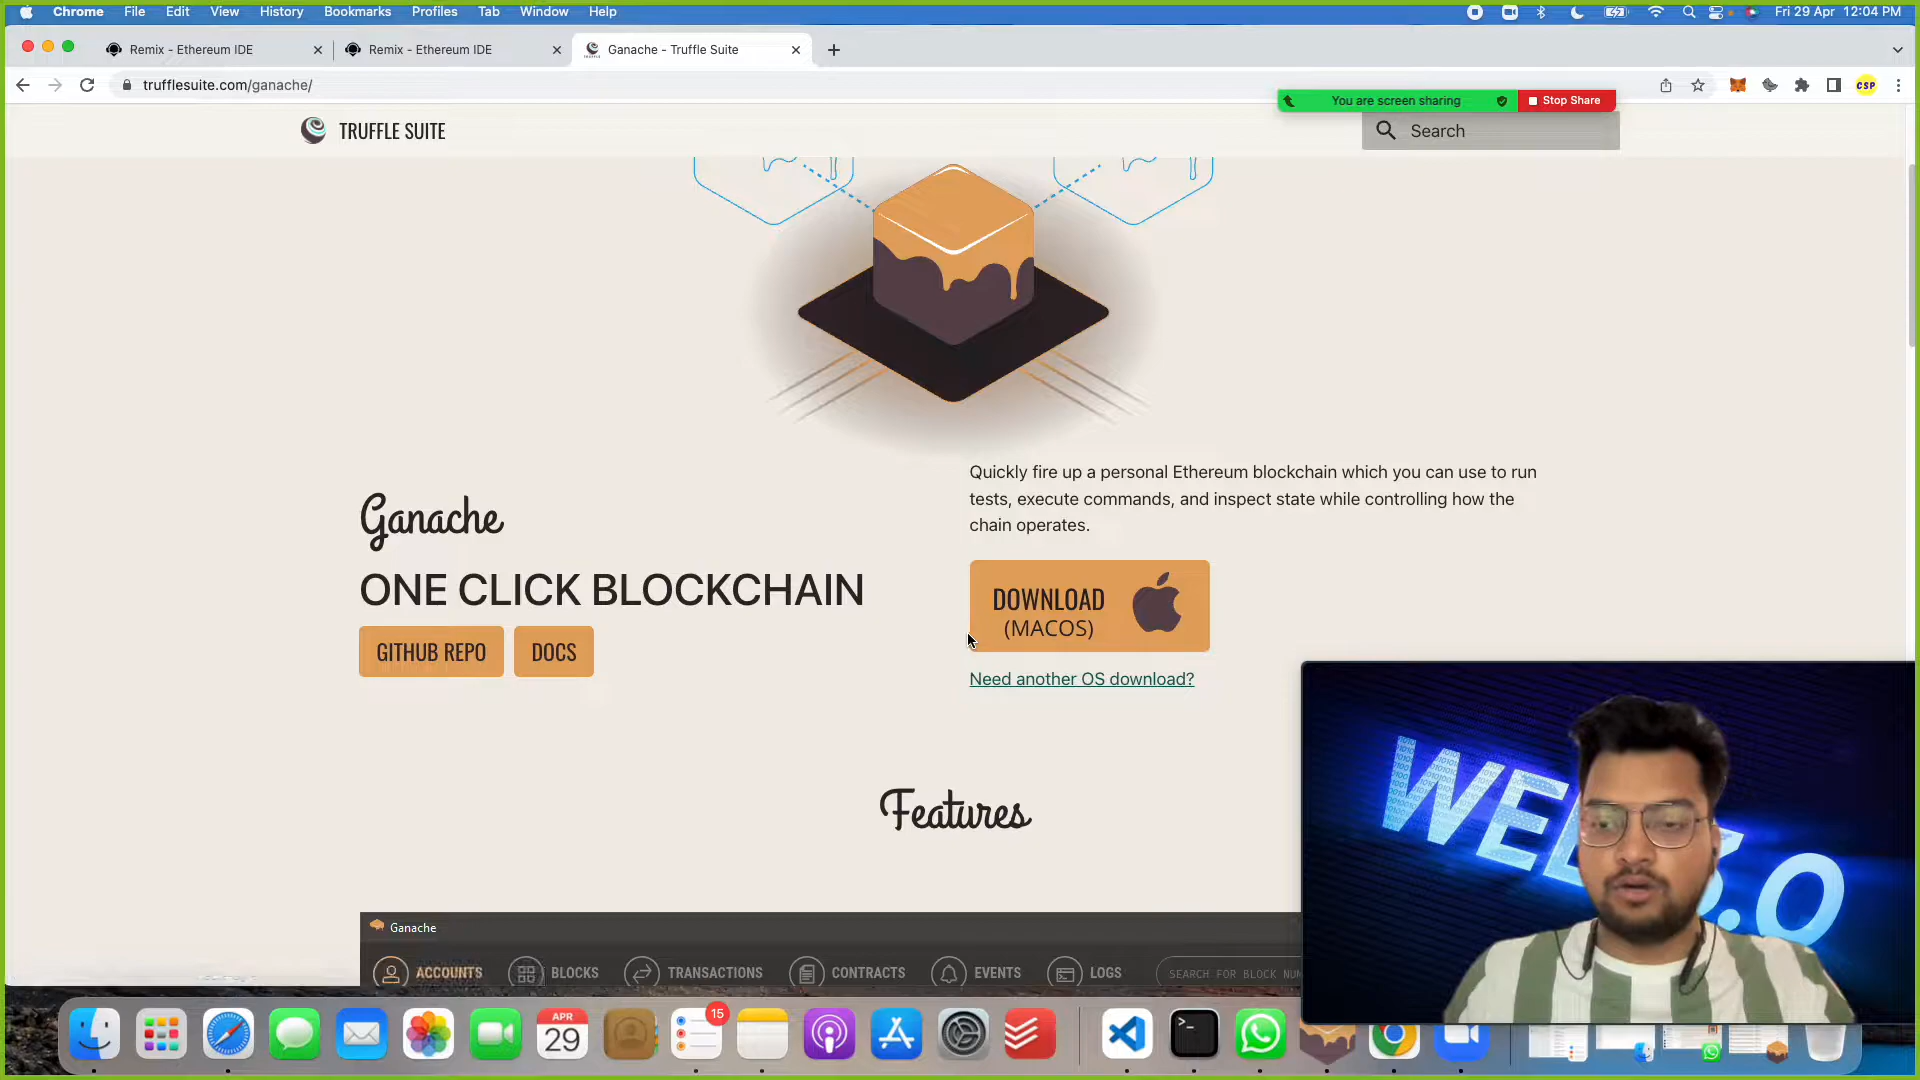 Chrome File Edit View History Bookmarks Profiles Tab Window Help Fri 29 Apr 12:04 PM
Remix - Ethereum IDE Remix - Ethereum IDE Ganache - Truffle Suite
trufflesuite.com/ganache/ CSP
You are screen sharing Stop Share
TRUFFLE SUITE Search
Quickly fire up a personal Ethereum blockchain which you can use to run
tests, execute commands, and inspect state while controlling how the
chain operates.
Ganache
ONE CLICK BLOCKCHAIN
DOWNLOAD
(MACOS)
GITHUB REPO DOCS
Need another OS download?
Features
Ganache
ACCOUNTS BLOCKS TRANSACTIONS CONTRACTS EVENTS LOGS SEARCH FOR BLOCK NUM
15
APR
29